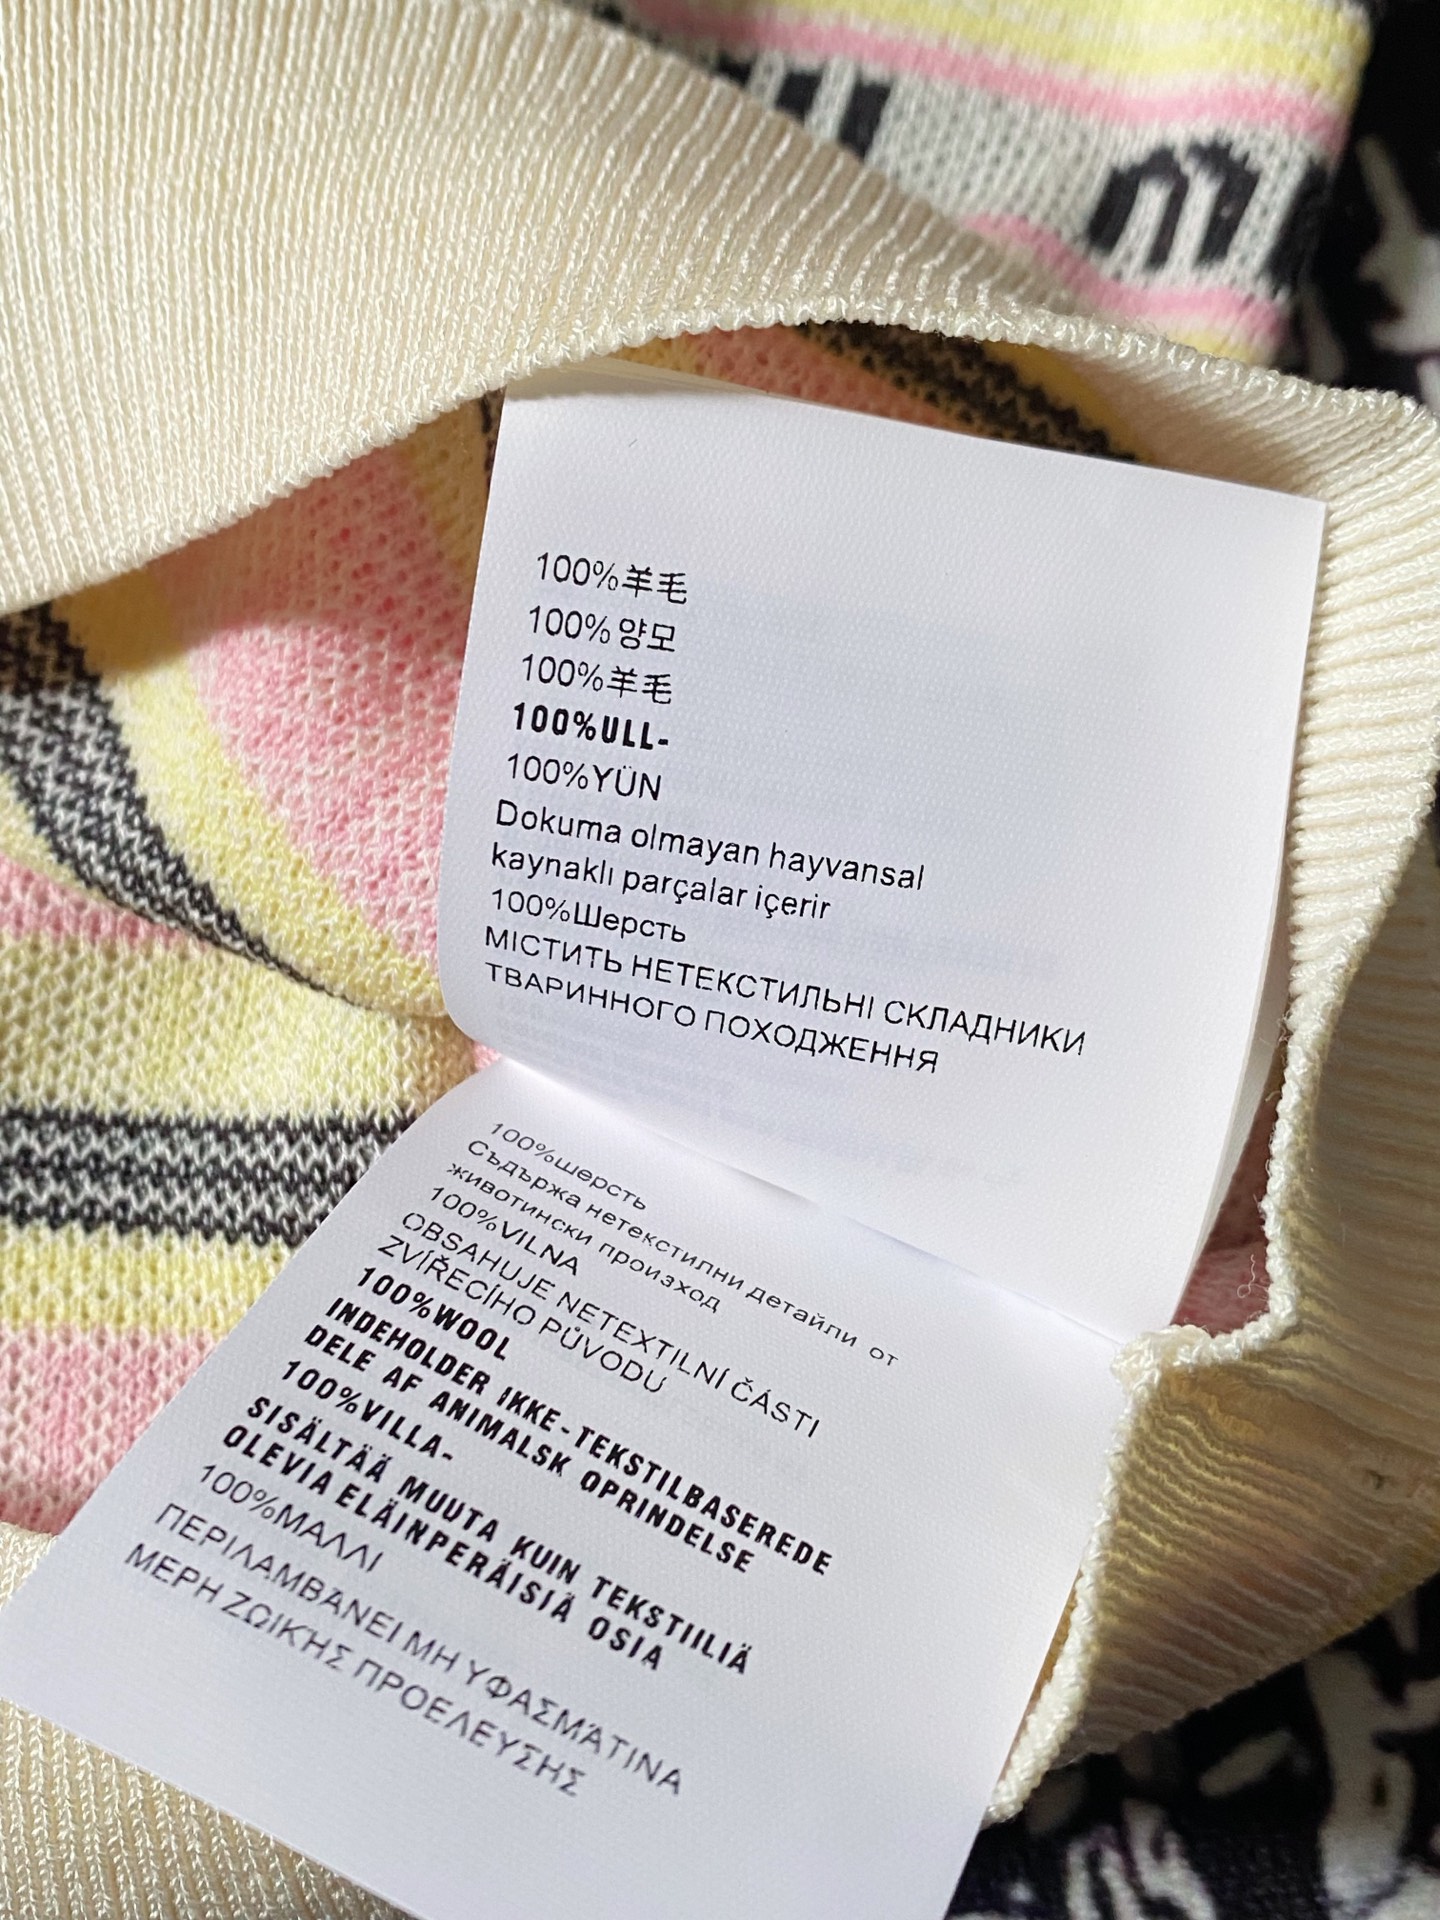 100%羊毛
100%양모
100%羊毛
100%ULL-
100%YÜN
Dokuma olmayan hayvansal
kaynaklı parçalar içerir
100%Шерсть
МІСТИТЬ НЕТЕКСТИЛЬНІ СКЛАДНИКИ
ТВАРИННОГО ПОХОДЖЕННЯ
100%шерсть
Съдържа нетекстилни детайли от
животински произход
100%VILNA
OBSAHUJE NETEXTILNÍ ČÁSTI
ZVÍŘECÍHO PŮVODU
100%WOOL
INDEHOLDER IKKE-TEKSTILBASEREDE
DELE AF ANIMALSK OPRINDELSE
100%VILLA-
SISÄLTÄÄ MUUTA KUIN TEKSTIILIÄ
OLEVIA ELÄINPERÄISIÄ OSIA
100%ΜΑΛΛΙ
ΠΕΡΙΛΑΜΒΆΝΕΙ ΜΗ ΥΦΑΣΜΆΤΙΝΑ
ΜΕΡΗ ΖΩΙΚΉΣ ΠΡΟΕΛΕΥΣΗΣ